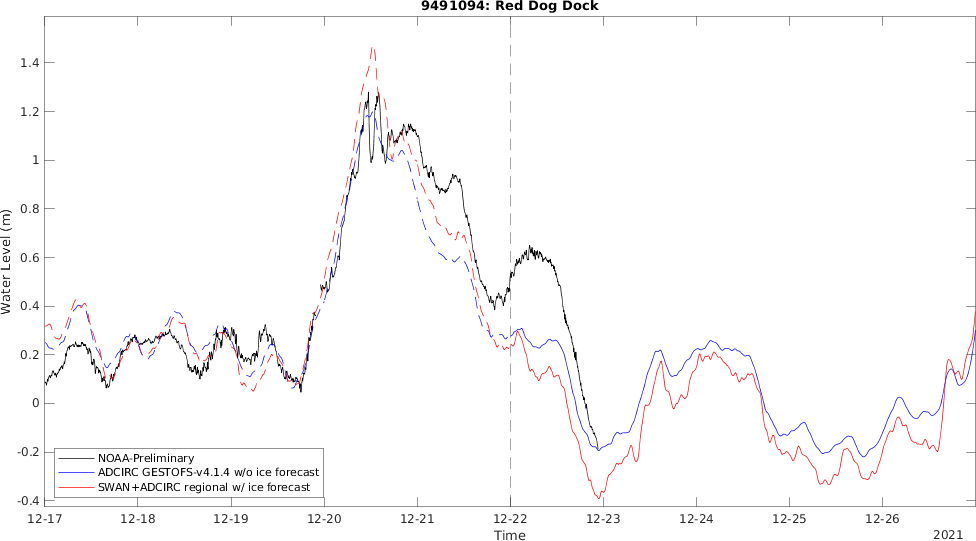 9491094: Red Dog Dock
Water Level (m)
1.4
1.2
1
0.8
0.6
0.4
0.2
0
-0.2
-0.4
NOAA-Preliminary
ADCIRC GESTOFS-v4.1.4 w/o ice forecast
SWAN+ADCIRC regional w/ ice forecast
12-17 12-18 12-19 12-20 12-21 12-22 12-23 12-24 12-25 12-26
Time
2021